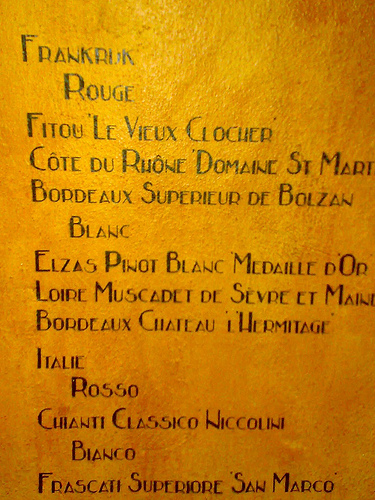 Frankrijk
Rouge
Fitou 'Le Vieux Clocher'
Côte du Rhône 'Domaine St Mart
Bordeaux Superieur de Bolzan
Blanc
Elzas Pinot Blanc 'Medaille d'Or
Loire Muscadet de Sèvre et Maine
Bordeaux Chateau 'l'Hermitage'
Italie
Rosso
Chianti Classico Niccolini
Bianco
Frascati Superiore 'San Marco'